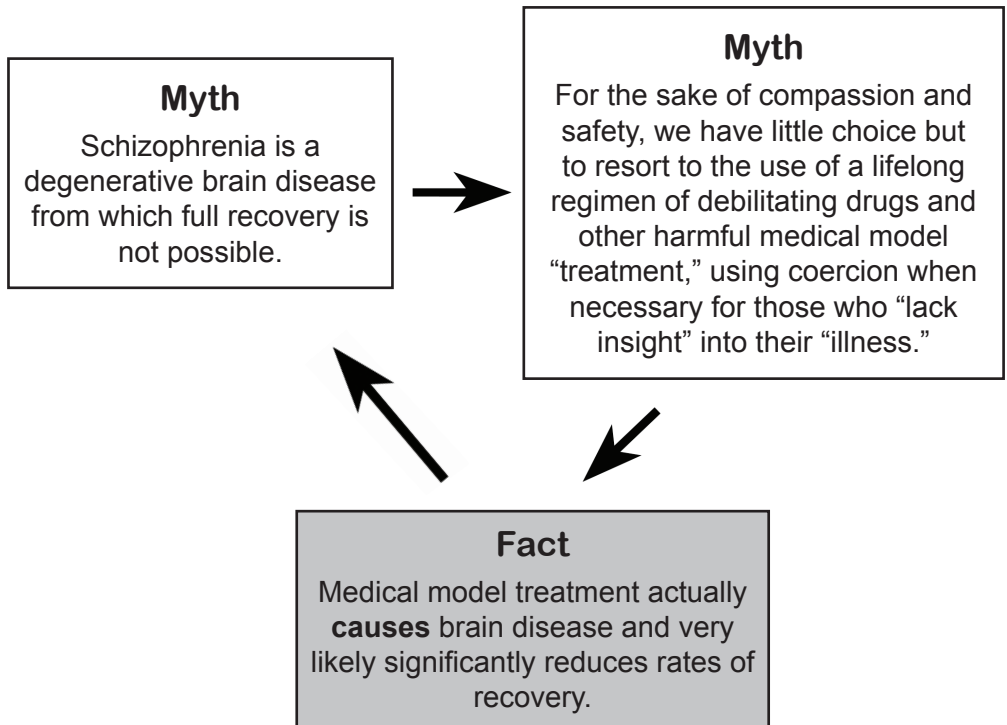 Myth
Schizophrenia is a
degenerative brain disease
from which full recovery is
not possible.
Myth
For the sake of compassion and
safety, we have little choice but
to resort to the use of a lifelong
regimen of debilitating drugs and
other harmful medical model
“treatment,” using coercion when
necessary for those who “lack
insight” into their “illness.”
Fact
Medical model treatment actually
causes brain disease and very
likely significantly reduces rates of
recovery.